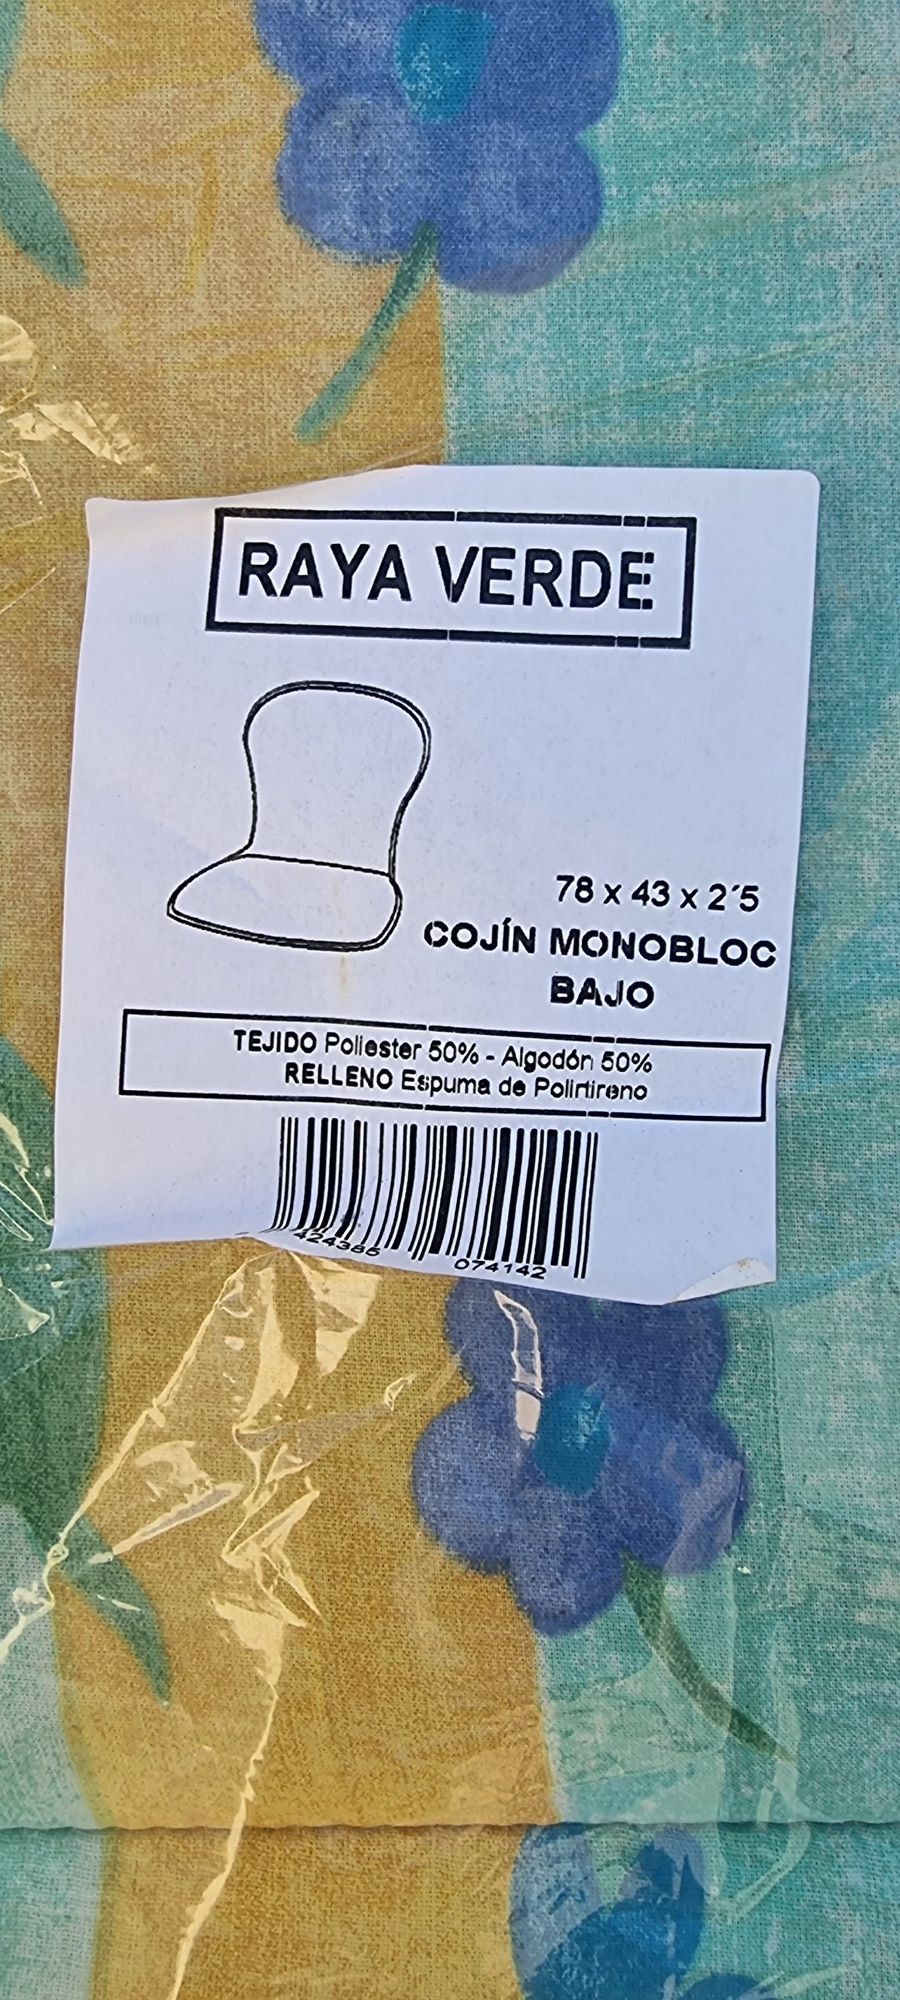 RAYA VERDE
78 x 43 x 2´5
COJÍN MONOBLOC
BAJO
TEJIDO Poliester 50% - Algodón 50%
RELLENO Espuma de Polirtireno
424385 074142